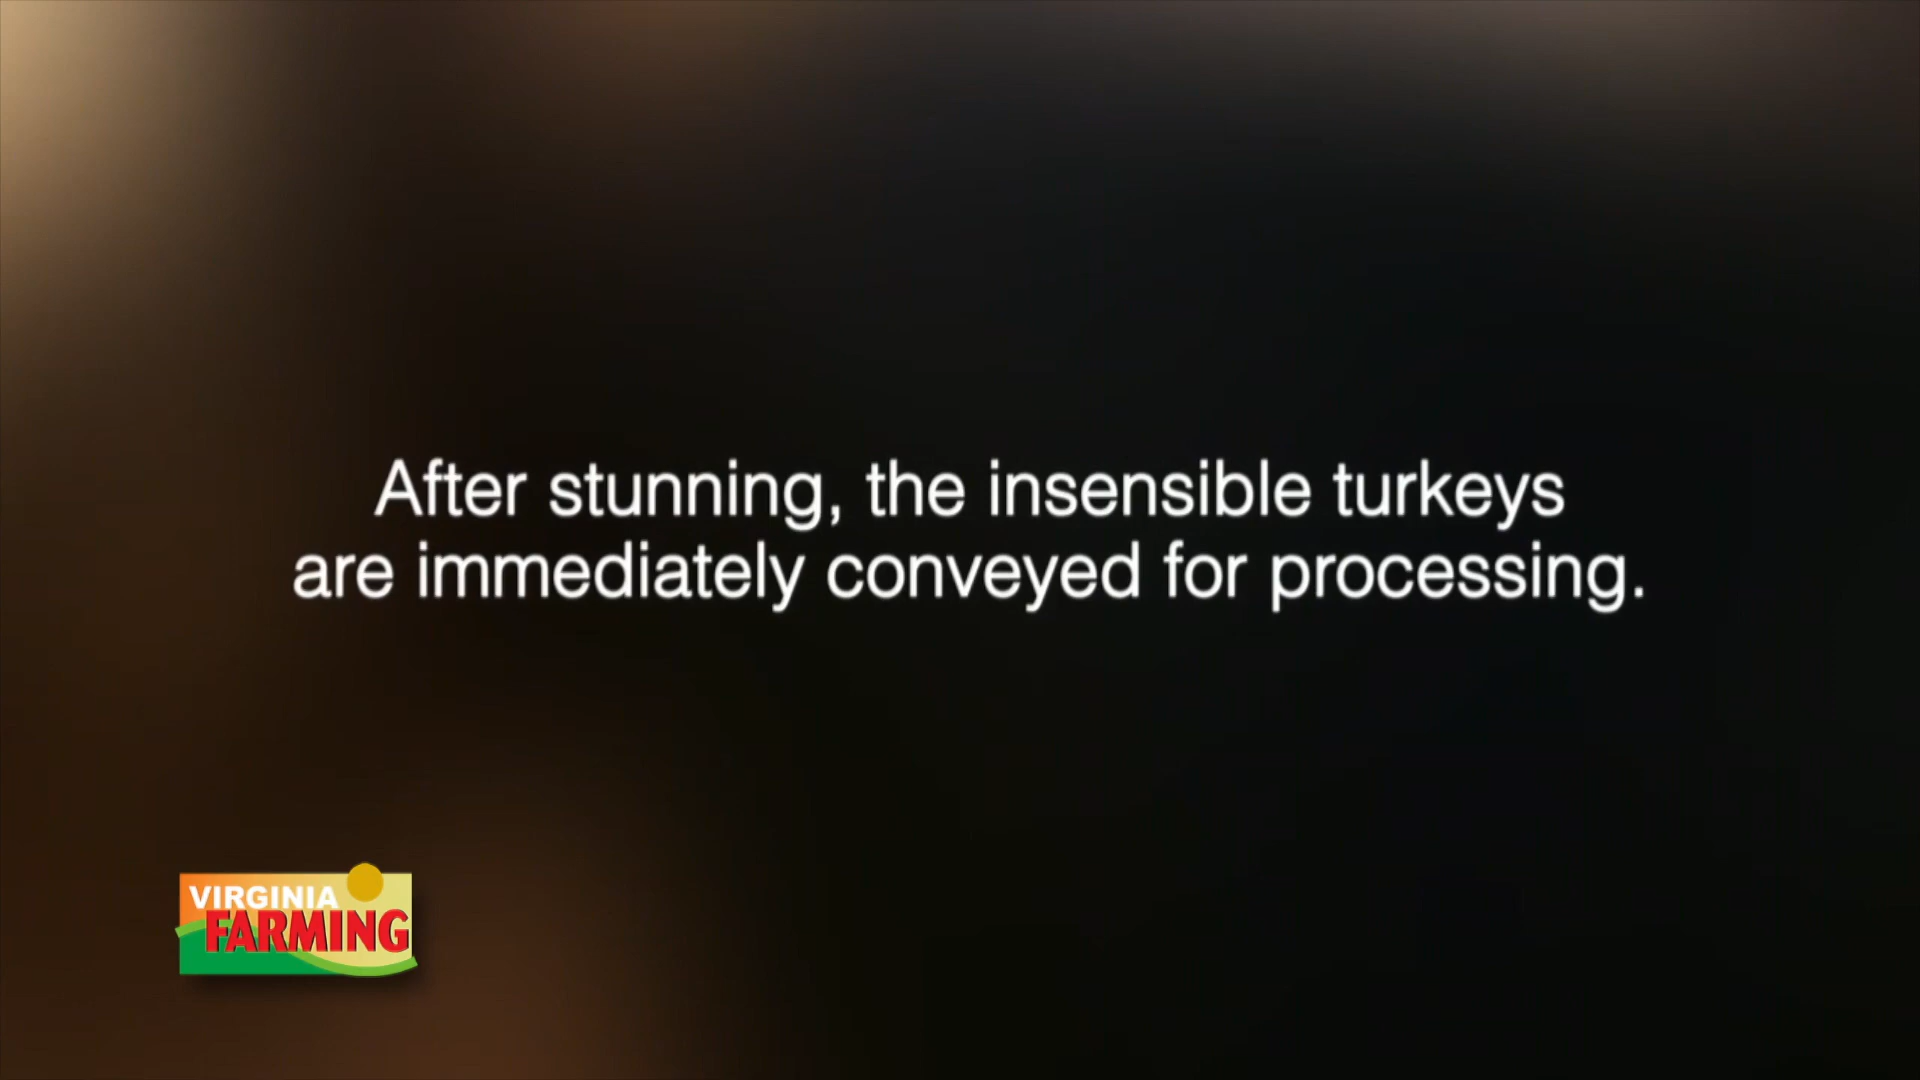 After stunning, the insensible turkeys
are immediately conveyed for processing.
VIRGINIA
FARMING